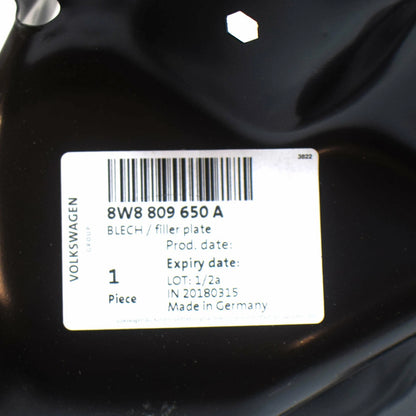 3822
VOLKSWAGEN
GROUP
8W8 809 650 A
BLECH / filler plate
Prod. date:
Expiry date:
1
Piece
LOT: 1/2a
IN 20180315
Made in Germany